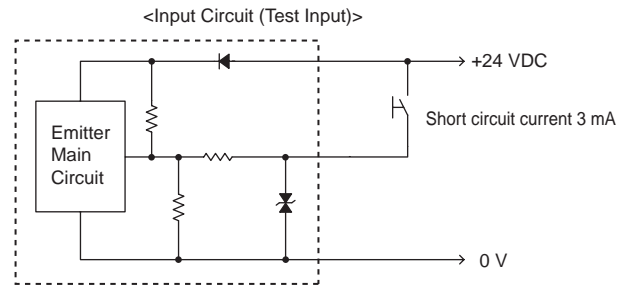 <Input Circuit (Test Input)>
+24 VDC
Short circuit current 3 mA
Emitter
Main
Circuit
0 V